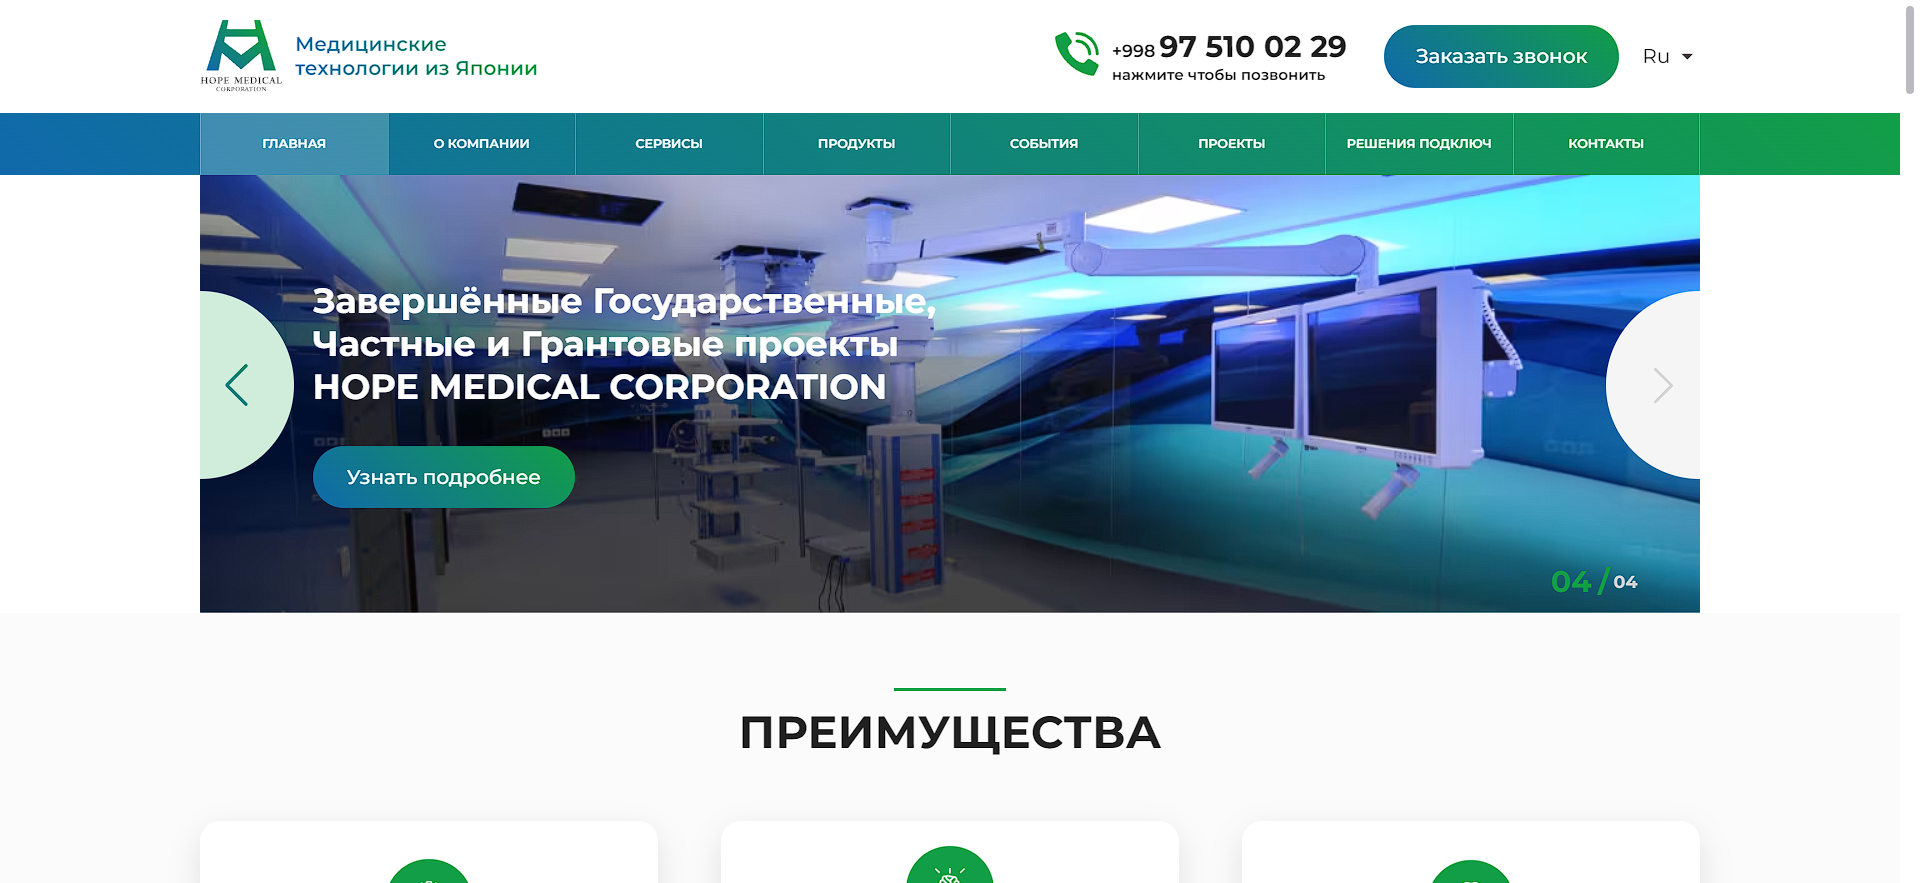 HOPE MEDICAL
CORPORATION
Медицинские
технологии из Японии
+998 97 510 02 29
нажмите чтобы позвонить
Заказать звонок
Ru
ГЛАВНАЯ
О КОМПАНИИ
СЕРВИСЫ
ПРОДУКТЫ
СОБЫТИЯ
ПРОЕКТЫ
РЕШЕНИЯ ПОДКЛЮЧ
КОНТАКТЫ
Завершённые Государственные,
Частные и Грантовые проекты
HOPE MEDICAL CORPORATION
Узнать подробнее
04 / 04
ПРЕИМУЩЕСТВА